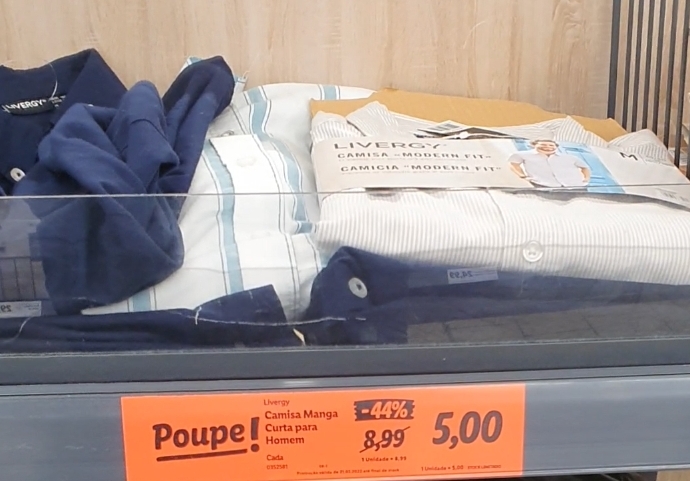 LIVERGY
LIVERGY
CAMISA "MODERN FIT"
CAMICIA "MODERN FIT"
M
Poupe!
Livergy
Camisa Manga
Curta para
Homem
Cada
-44%
8,99
1 Unidade = 8,99
5,00
1 Unidade = 5,00